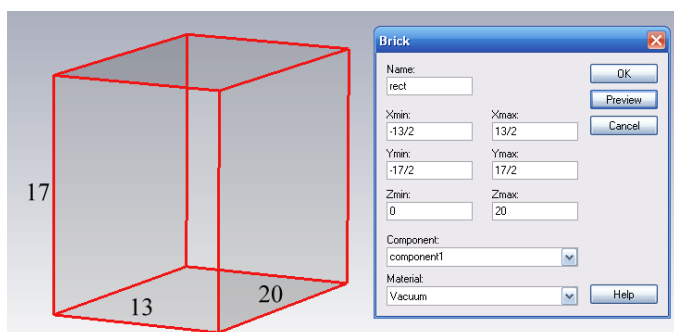 17
13
20
Brick
Name:
rect
OK
Preview
Cancel
Xmin:
Xmax:
-13/2
13/2
Ymin:
Ymax:
-17/2
17/2
Zmin:
Zmax:
0
20
Component:
component1
Material:
Vacuum
Help